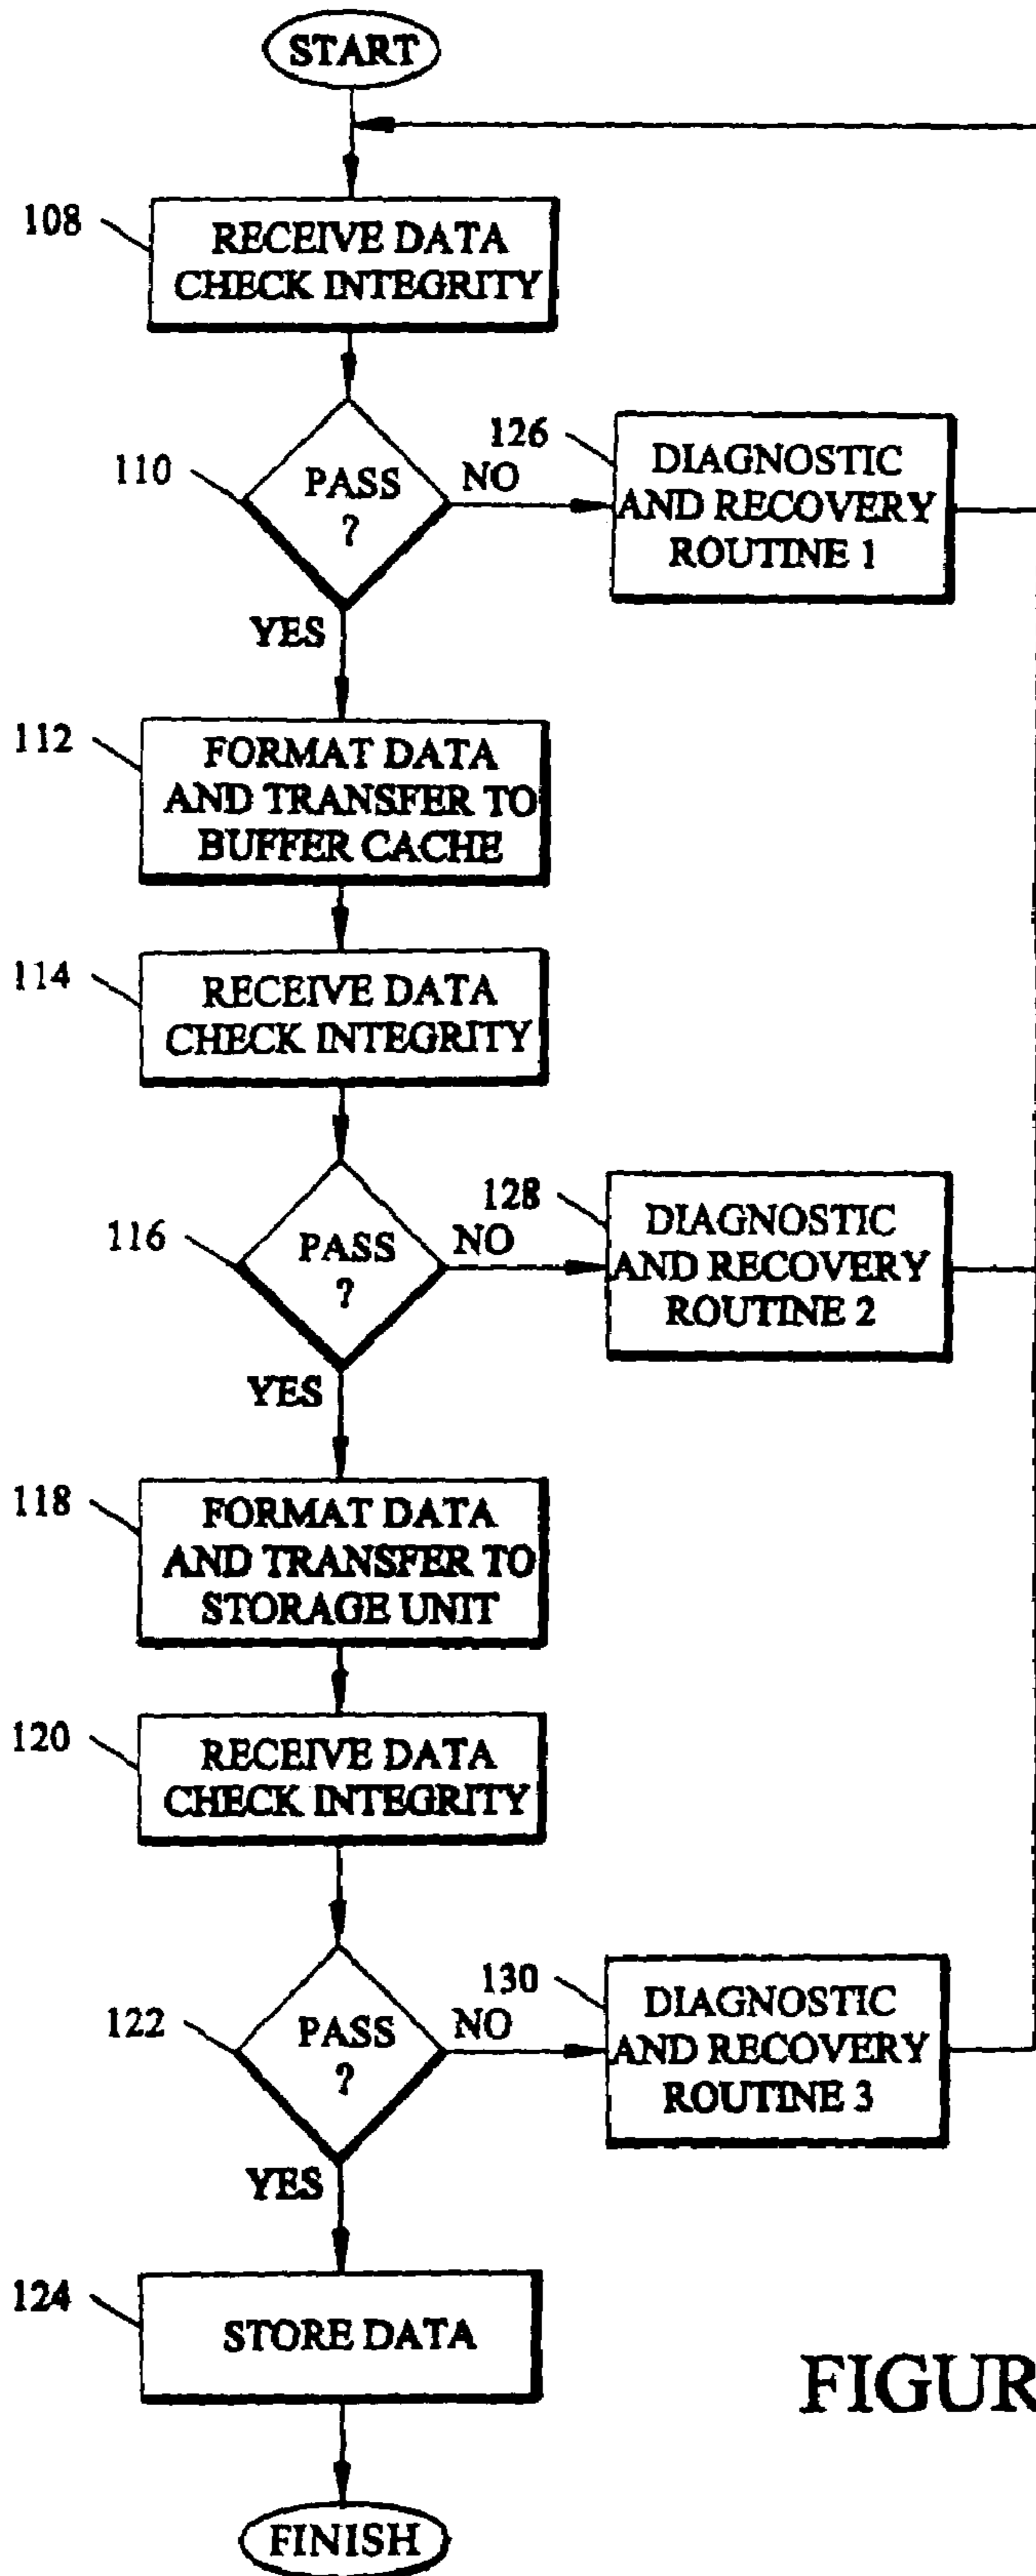 START
108
RECEIVE DATA
CHECK INTEGRITY
110
PASS
?
NO
YES
126
DIAGNOSTIC
AND RECOVERY
ROUTINE 1
112
FORMAT DATA
AND TRANSFER TO
BUFFER CACHE
114
RECEIVE DATA
CHECK INTEGRITY
116
PASS
?
NO
YES
128
DIAGNOSTIC
AND RECOVERY
ROUTINE 2
118
FORMAT DATA
AND TRANSFER TO
STORAGE UNIT
120
RECEIVE DATA
CHECK INTEGRITY
122
PASS
?
NO
YES
130
DIAGNOSTIC
AND RECOVERY
ROUTINE 3
124
STORE DATA
FINISH
FIGUR